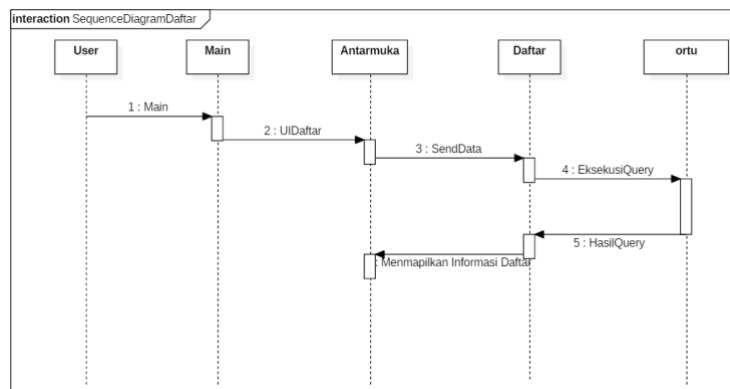 interaction SequenceDiagramDaftar
User
Main
Antarmuka
Daftar
ortu
1 : Main
2 : UIDaftar
3 : SendData
4 : EksekusiQuery
5 : HasilQuery
: Menmapilkan Informasi Daftar